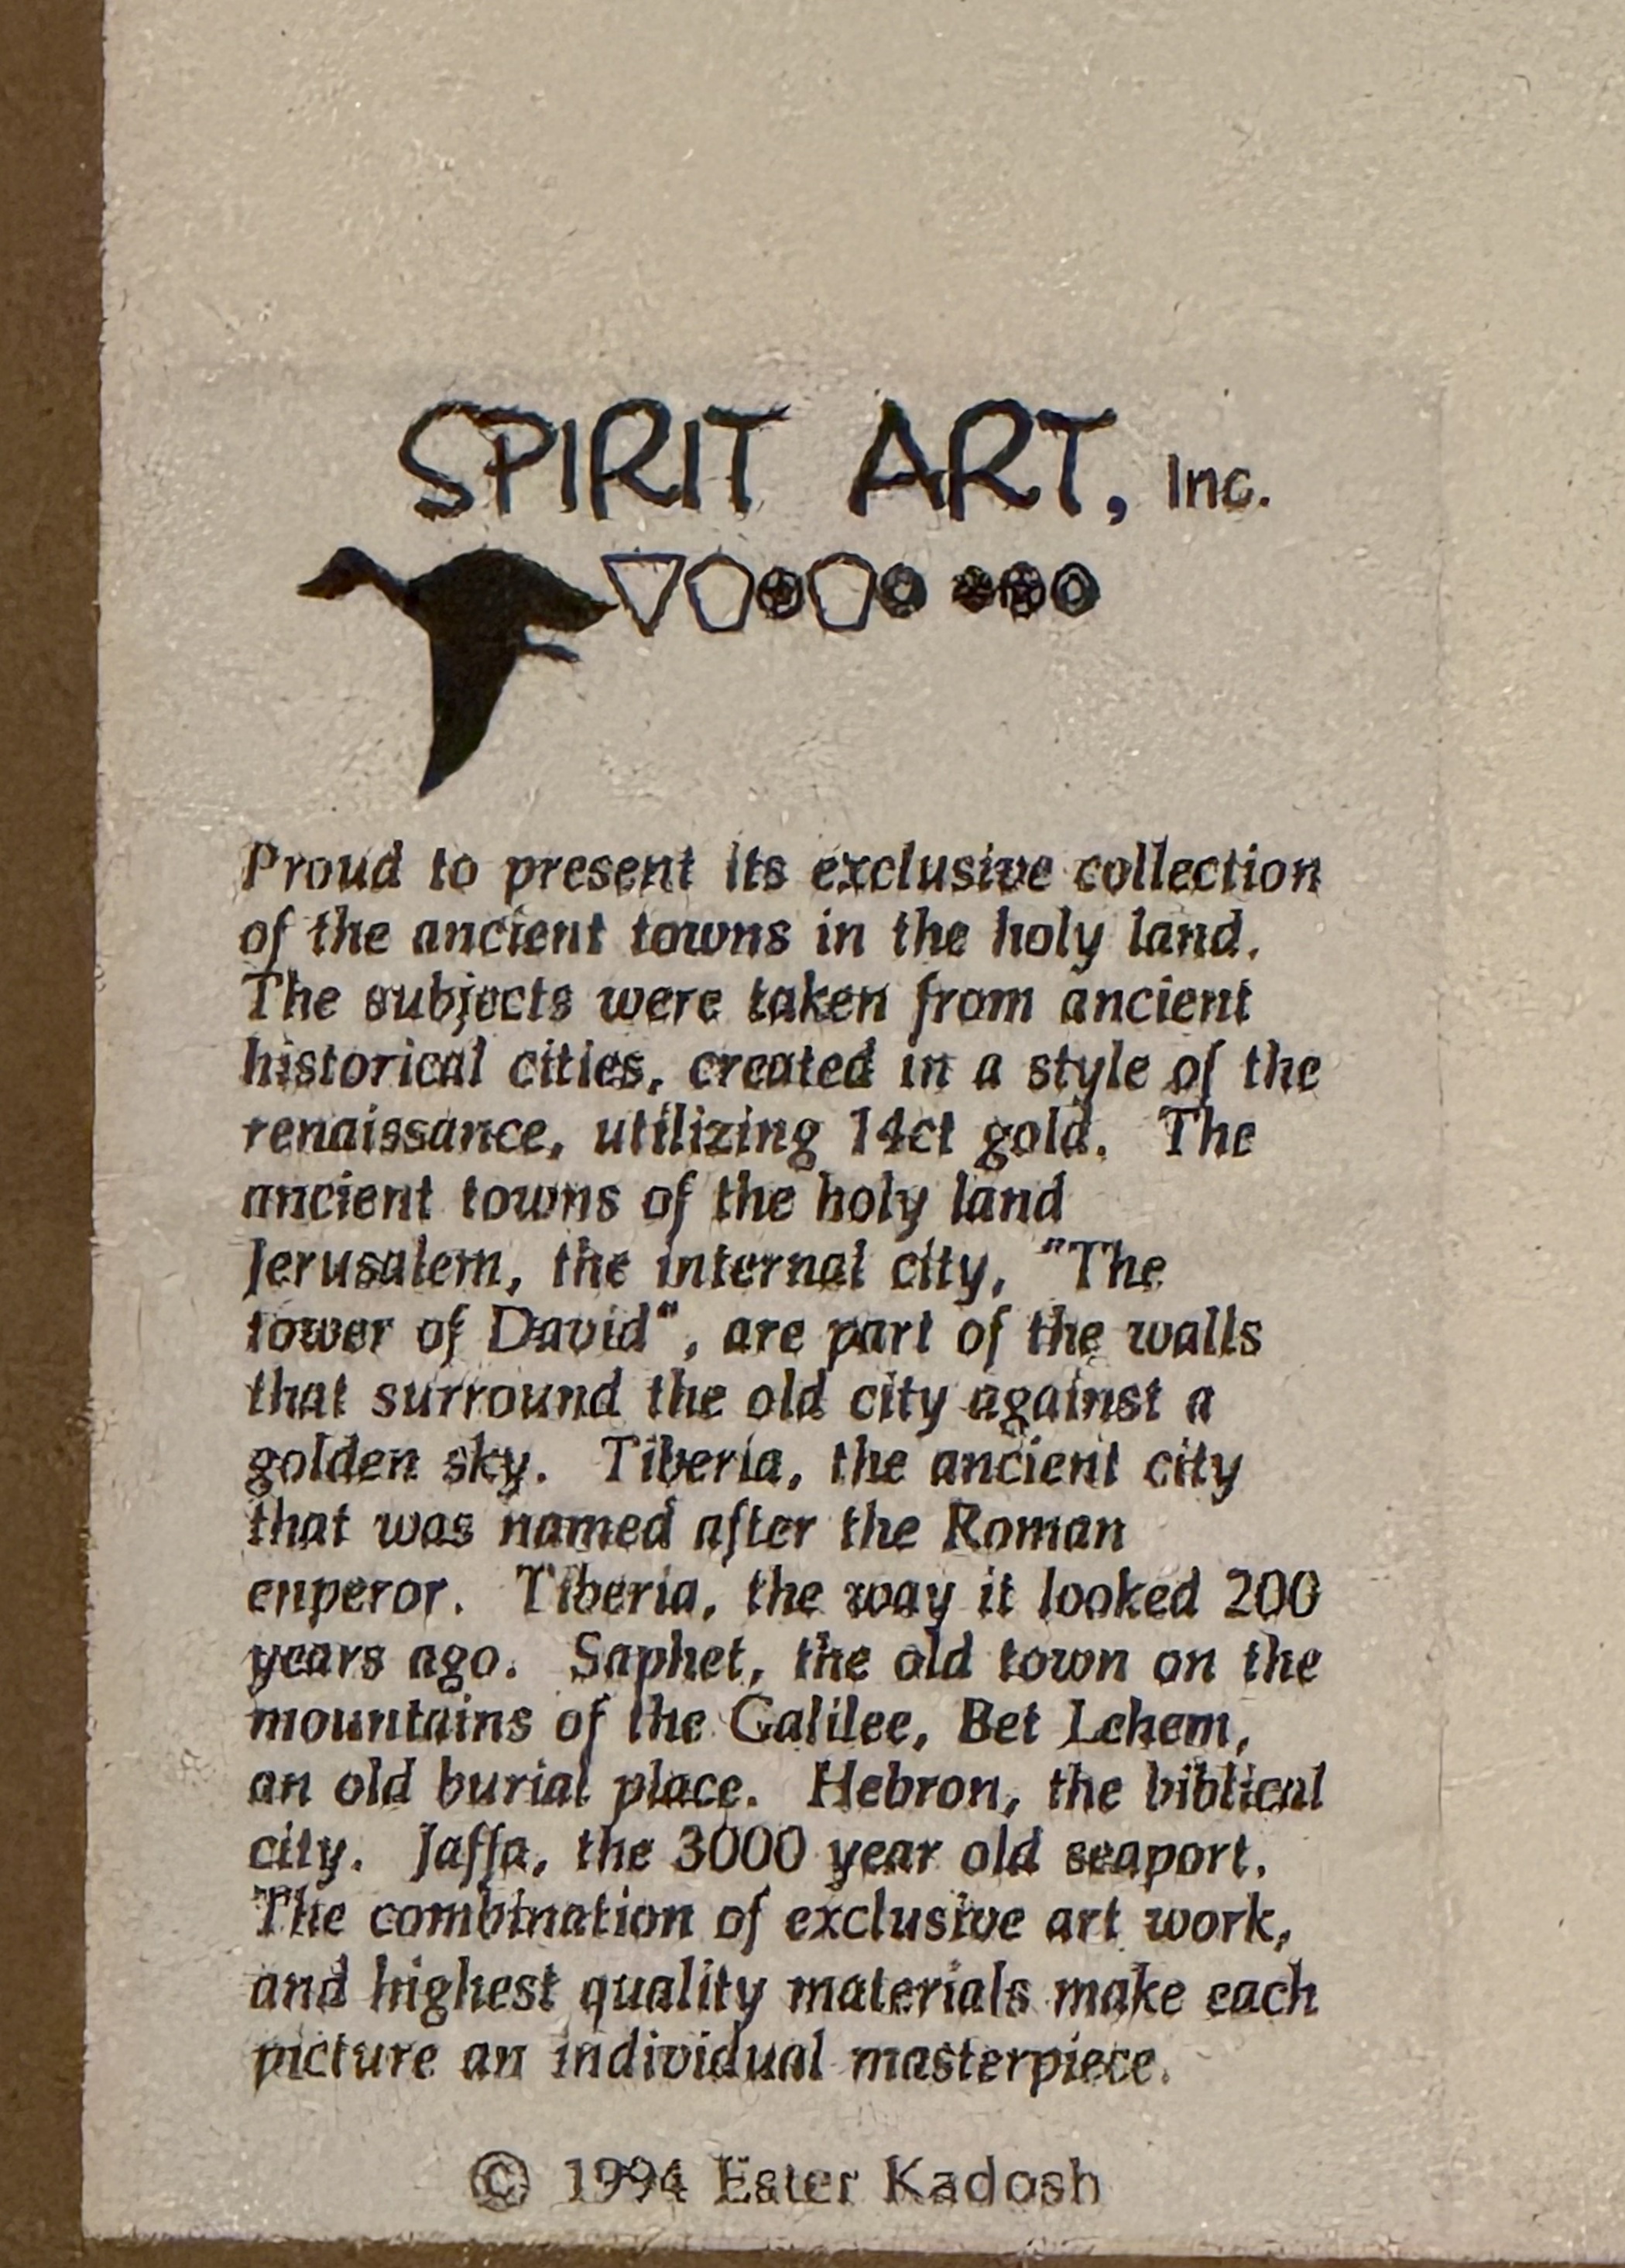 SPIRIT ART, Inc.
Proud to present its exclusive collection
of the ancient towns in the holy land.
The subjects were taken from ancient
historical cities, created in a style of the
renaissance, utilizing 14ct gold. The
ancient towns of the holy land
Jerusalem, the internal city, "The
tower of David", are part of the walls
that surround the old city against a
golden sky. Tiberia, the ancient city
that was named after the Roman
enperor. Tiberia, the way it looked 200
years ago. Saphet, the old town on the
mountains of the Galilee, Bet Lehem,
an old burial place. Hebron, the biblical
city. Jaffa, the 3000 year old seaport.
The combination of exclusive art work,
and highest quality materials make each
picture an individual masterpiece.
© 1994 Ester Kadosh